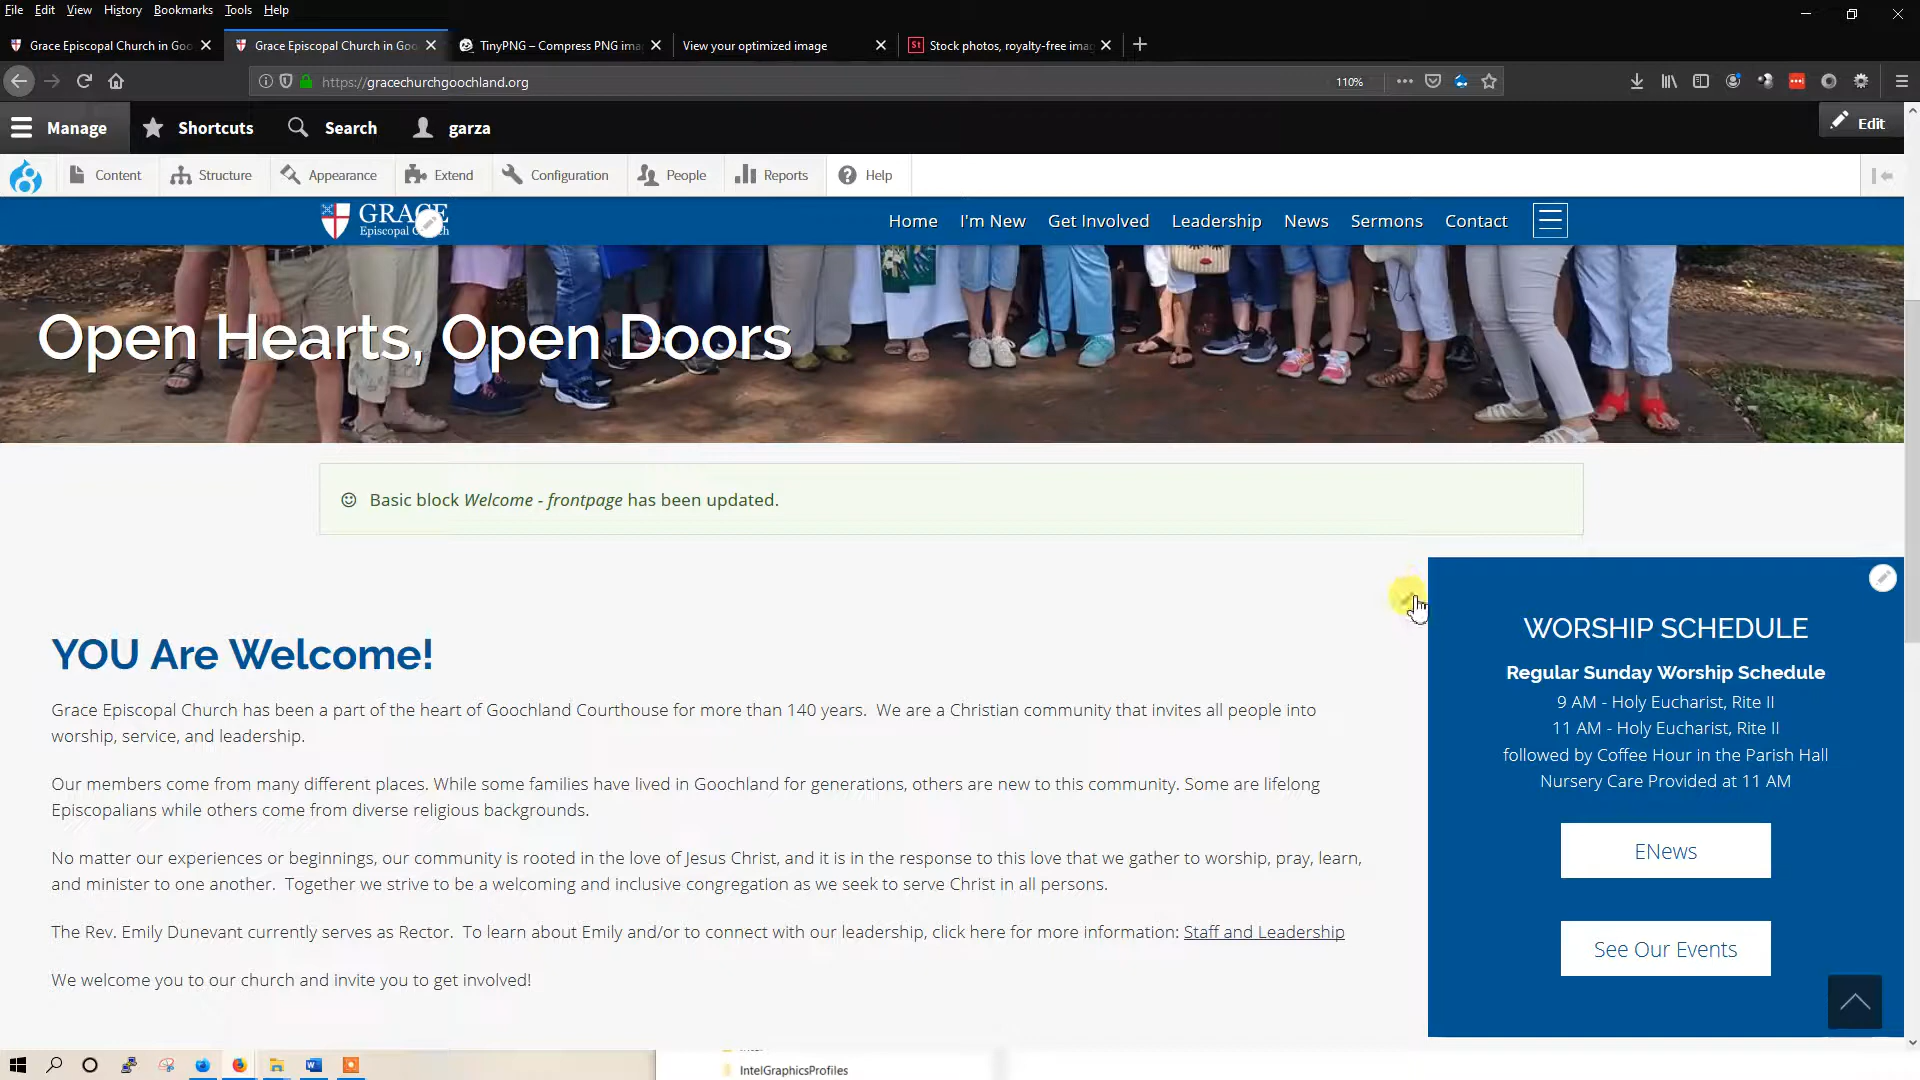 File Edit View History Bookmarks Tools Help
Grace Episcopal Church in Goo
Grace Episcopal Church in Goo
TinyPNG – Compress PNG ima
View your optimized image
Stock photos, royalty-free imag
https://gracechurchgoochland.org
110%
Manage Shortcuts Search garza Edit
Content Structure Appearance Extend Configuration People Reports Help
GRACE
Episcopal Church
Home I'm New Get Involved Leadership News Sermons Contact
Open Hearts, Open Doors
Basic block Welcome - frontpage has been updated.
YOU Are Welcome!
Grace Episcopal Church has been a part of the heart of Goochland Courthouse for more than 140 years. We are a Christian community that invites all people into
worship, service, and leadership.
Our members come from many different places. While some families have lived in Goochland for generations, others are new to this community. Some are lifelong
Episcopalians while others come from diverse religious backgrounds.
No matter our experiences or beginnings, our community is rooted in the love of Jesus Christ, and it is in the response to this love that we gather to worship, pray, learn,
and minister to one another. Together we strive to be a welcoming and inclusive congregation as we seek to serve Christ in all persons.
The Rev. Emily Dunevant currently serves as Rector. To learn about Emily and/or to connect with our leadership, click here for more information: Staff and Leadership
We welcome you to our church and invite you to get involved!
WORSHIP SCHEDULE
Regular Sunday Worship Schedule
9 AM - Holy Eucharist, Rite II
11 AM - Holy Eucharist, Rite II
followed by Coffee Hour in the Parish Hall
Nursery Care Provided at 11 AM
ENews
See Our Events
IntelGraphicsProfiles